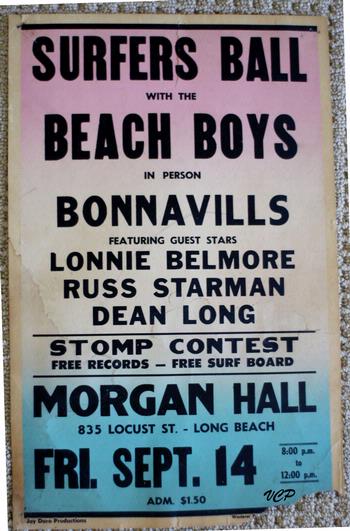 SURFERS BALL
WITH THE
BEACH BOYS
IN PERSON
BONNAVILLS
FEATURING GUEST STARS
LONNIE BELMORE
RUSS STARMAN
DEAN LONG
STOMP CONTEST
FREE RECORDS — FREE SURF BOARD
MORGAN HALL
835 LOCUST ST. - LONG BEACH
FRI. SEPT. 14
8:00 p.m.
to
12:00 p.m.
ADM. $1.50
VCP
Jay Dare Productions